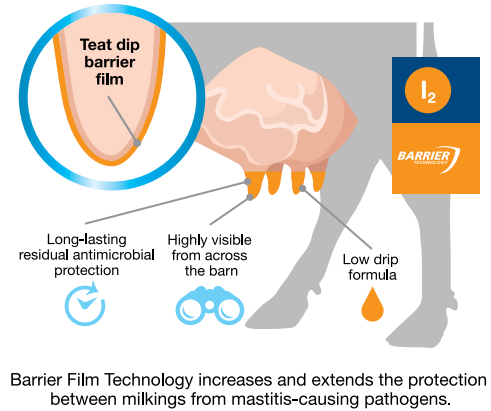 Teat dip
barrier
film
I₂
BARRIER
TECHNOLOGY
Long-lasting
residual antimicrobial
protection
Highly visible
from across
the barn
Low drip
formula
Barrier Film Technology increases and extends the protection
between milkings from mastitis-causing pathogens.